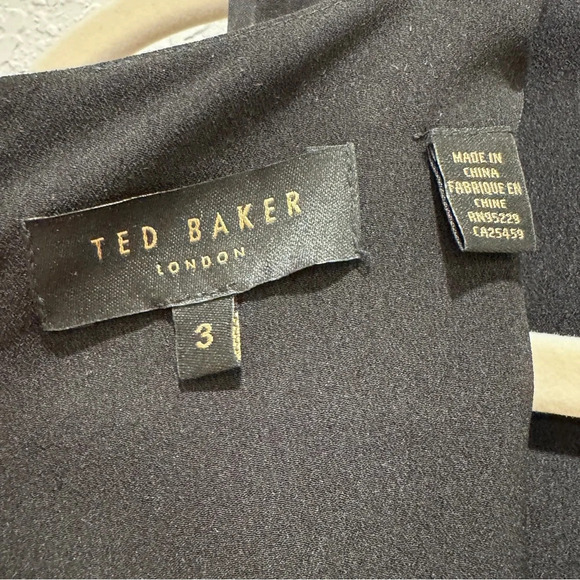 TED BAKER
LONDON
3
MADE IN
CHINA
FABRIQUE EN
CHINE
RN95229
CA25459